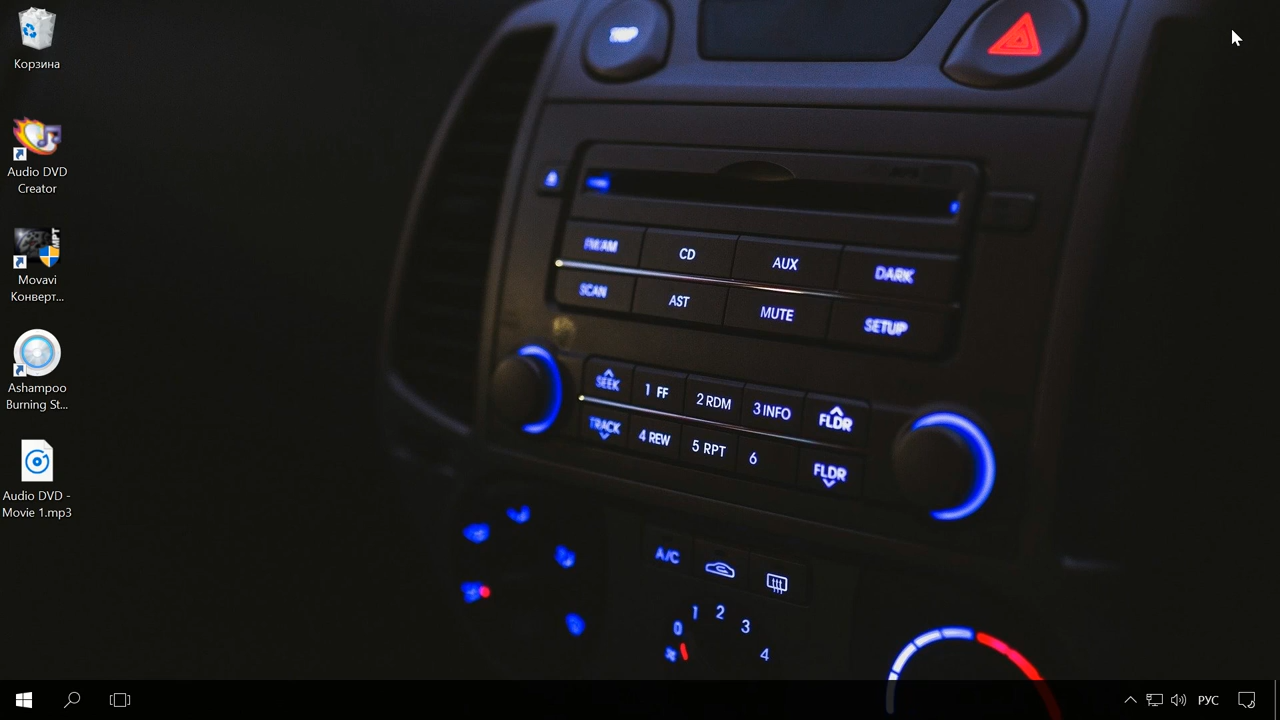 Корзина
Audio DVD
Creator
Movavi
Конверт...
Ashampoo
Burning St...
Audio DVD -
Movie 1.mp3
FM/AM
CD
AUX
DARK
SCAN
AST
MUTE
SETUP
SEEK
1 FF
2 RDM
3 INFO
FLDR
TRACK
4 REW
5 RPT
6
FLDR
A/C
0
1
2
3
4
РУС